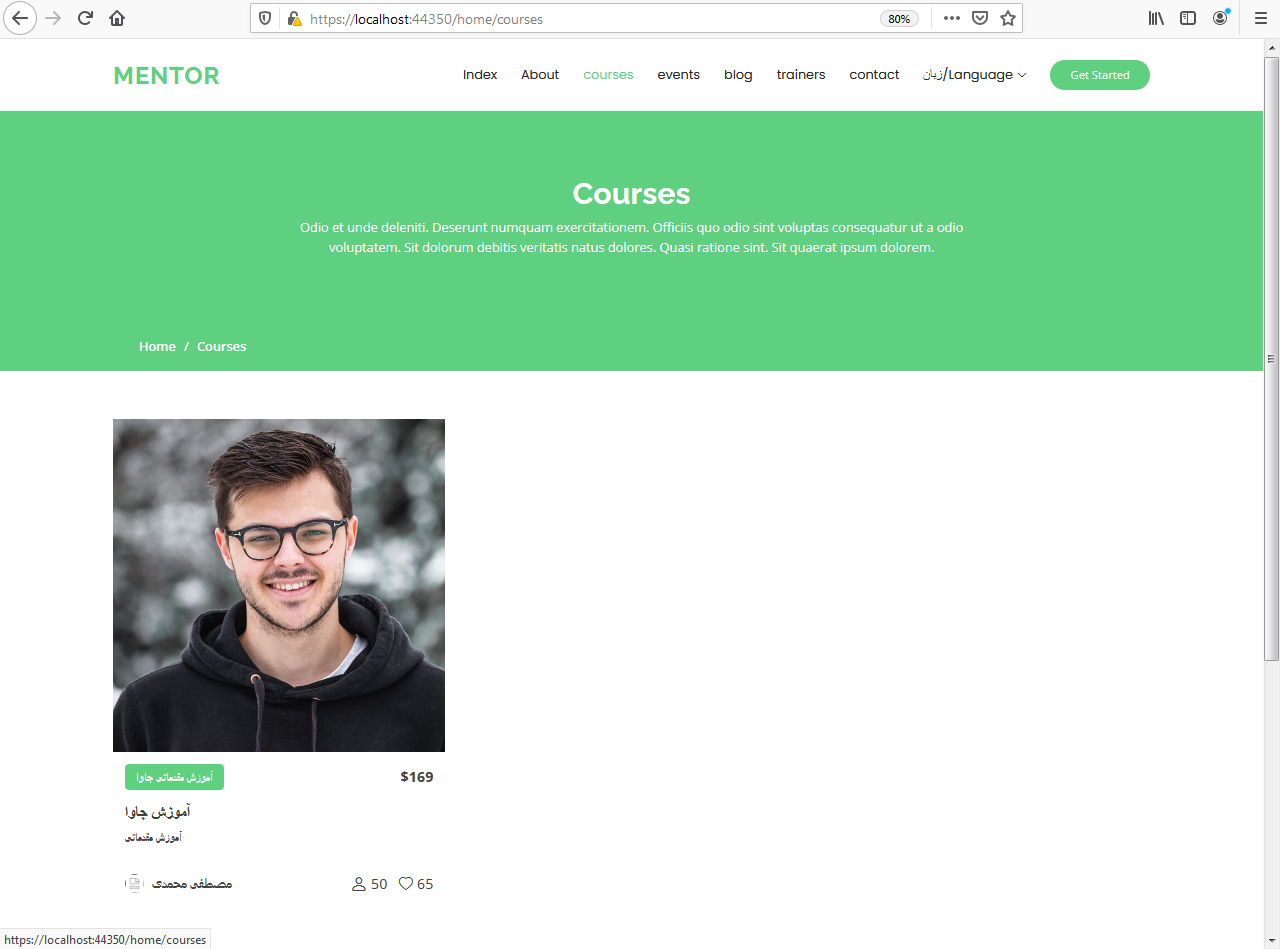 https://localhost:44350/home/courses
80%
MENTOR
Index About courses events blog trainers contact زبان/Language Get Started
Courses
Odio et unde deleniti. Deserunt numquam exercitationem. Officiis quo odio sint voluptas consequatur ut a odio
voluptatem. Sit dolorum debitis veritatis natus dolores. Quasi ratione sint. Sit quaerat ipsum dolorem.
Home / Courses
آموزش مقدماتی جاوا $169
آموزش جاوا
آموزش مقدماتی
مصطفی محمدی 50 65
https://localhost:44350/home/courses